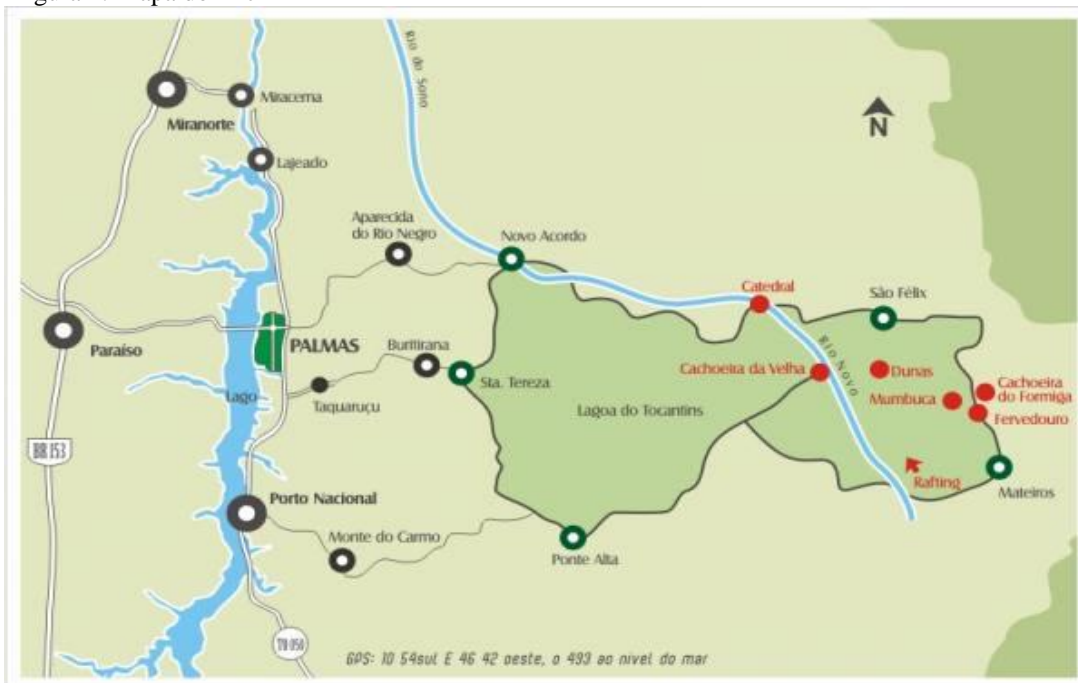 Rio do Sono
Miracema
Miranorte
N
Lajeado
Aparecida
do Rio Negro
Novo Acordo
Catedral
São Félix
Paraíso
PALMAS
Buritirana
Sta. Tereza
Cachoeira da Velha
Rio Novo
Dunas
Cachoeira
do Formiga
Mumbuca
Fervedouro
Lago
Taquaruçu
Lagoa do Tocantins
BR 153
Rafting
Mateiros
Porto Nacional
Monte do Carmo
Ponte Alta
TO 050
GPS: 10 54sul E 46 42 oeste, a 493 ao nivel do mar